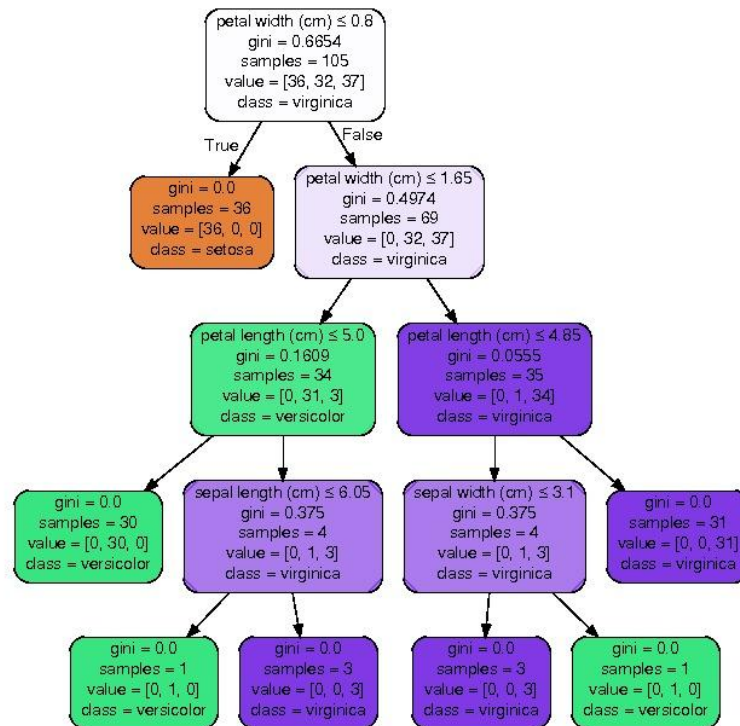 petal width (cm) ≤ 0.8
gini = 0.6654
samples = 105
value = [36, 32, 37]
class = virginica
True
False
gini = 0.0
samples = 36
value = [36, 0, 0]
class = setosa
petal width (cm) ≤ 1.65
gini = 0.4974
samples = 69
value = [0, 32, 37]
class = virginica
petal length (cm) ≤ 5.0
gini = 0.1609
samples = 34
value = [0, 31, 3]
class = versicolor
petal length (cm) ≤ 4.85
gini = 0.0555
samples = 35
value = [0, 1, 34]
class = virginica
gini = 0.0
samples = 30
value = [0, 30, 0]
class = versicolor
sepal length (cm) ≤ 6.05
gini = 0.375
samples = 4
value = [0, 1, 3]
class = virginica
sepal width (cm) ≤ 3.1
gini = 0.375
samples = 4
value = [0, 1, 3]
class = virginica
gini = 0.0
samples = 31
value = [0, 0, 31]
class = virginica
gini = 0.0
samples = 1
value = [0, 1, 0]
class = versicolor
gini = 0.0
samples = 3
value = [0, 0, 3]
class = virginica
gini = 0.0
samples = 3
value = [0, 0, 3]
class = virginica
gini = 0.0
samples = 1
value = [0, 1, 0]
class = versicolor